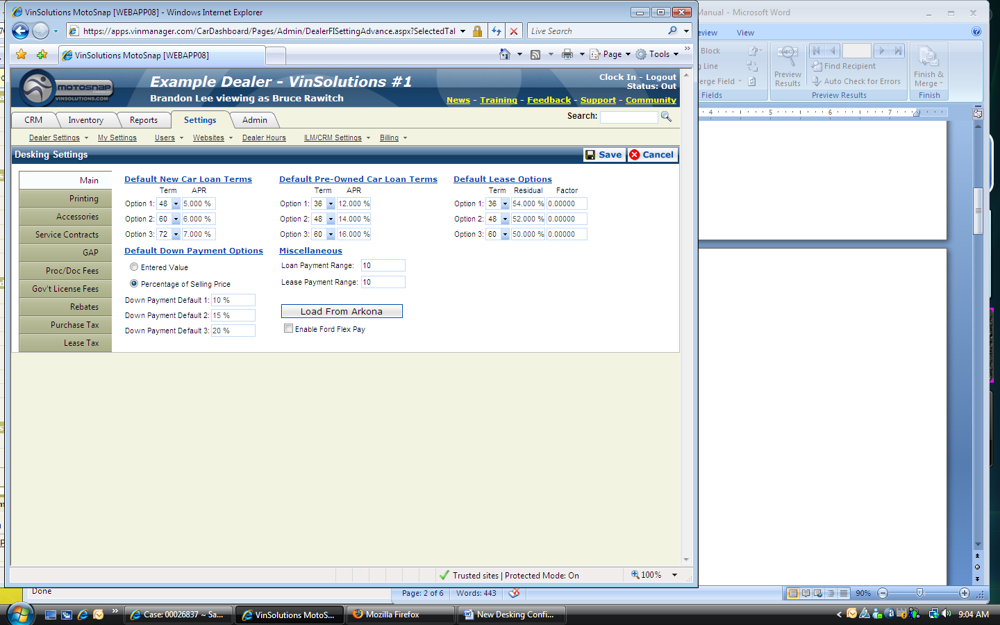 VinSolutions MotoSnap [WEBAPP08] - Windows Internet Explorer
Manual - Microsoft Word
https://apps.vinmanager.com/CarDashboard/Pages/Admin/DealerFISettingAdvance.aspx?SelectedTal
Live Search
View
VinSolutions MotoSnap [WEBAPP08]
Page
Tools
»
Block
Line
Preview
Results
Find Recipient
Auto Check for Errors
Finish &
Merge
Fields
Preview Results
Finish
MOTOSNAP
VINSOLUTIONS.COM
Example Dealer - VinSolutions #1
Brandon Lee viewing as Bruce Rawitch
Clock In - Logout
Status: Out
News - Training - Feedback - Support - Community
CRM
Inventory
Reports
Settings
Admin
Search:
4 5 6 7
Dealer Settings
My Settings
Users
Websites
Dealer Hours
ILM/CRM Settings
Billing
Desking Settings
Save
Cancel
Main
Printing
Accessories
Service Contracts
GAP
Proc/Doc Fees
Gov't License Fees
Rebates
Purchase Tax
Lease Tax
Default New Car Loan Terms
Term APR
Option 1: 48 5.000 %
Option 2: 60 6.000 %
Option 3: 72 7.000 %
Default Pre-Owned Car Loan Terms
Term APR
Option 1: 36 12.000 %
Option 2: 48 14.000 %
Option 3: 60 16.000 %
Default Lease Options
Term Residual Factor
Option 1: 36 54.000 % 0.00000
Option 2: 48 52.000 % 0.00000
Option 3: 60 50.000 % 0.00000
Default Down Payment Options
Entered Value
Percentage of Selling Price
Down Payment Default 1: 10 %
Down Payment Default 2: 15 %
Down Payment Default 3: 20 %
Miscellaneous
Loan Payment Range: 10
Lease Payment Range: 10
Load From Arkona
Enable Ford Flex Pay
Trusted sites | Protected Mode: On
100%
Done
Page: 2 of 6
Words: 443
90%
»
Case: 00026837 ~ Sa...
VinSolutions MotoS...
Mozilla Firefox
New Desking Confi...
9:04 AM